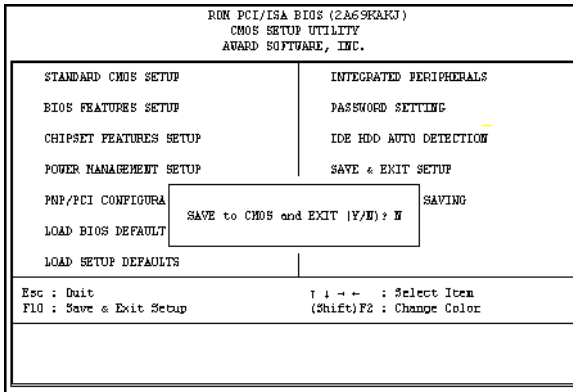 ROM PCI/ISA BIOS (2A69KAKJ)
CMOS SETUP UTILITY
AWARD SOFTWARE, INC.
STANDARD CMOS SETUP
BIOS FEATURES SETUP
CHIPSET FEATURES SETUP
POWER MANAGEMENT SETUP
PNP/PCI CONFIGURA
LOAD BIOS DEFAULT
LOAD SETUP DEFAULTS
INTEGRATED PERIPHERALS
PASSWORD SETTING
IDE HDD AUTO DETECTION
SAVE & EXIT SETUP
SAVING
SAVE to CMOS and EXIT (Y/N)? N
Esc : Quit
F10 : Save & Exit Setup
↑ ↓ → ← : Select Item
(Shift)F2 : Change Color